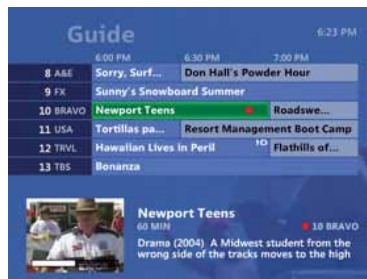 Guide 6:23 PM
6:00 PM 6:30 PM 7:00 PM
8 A&E Sorry, Surf... Don Hall's Powder Hour
9 FX Sunny's Snowboard Summer
10 BRAVO Newport Teens Roadswe...
11 USA Tortillas pa... Resort Management Boot Camp
12 TRVL Hawaiian Lives in Peril HD Flathills of...
13 TBS Bonanza
Newport Teens
60 MIN 10 BRAVO
Drama (2004) A Midwest student from the
wrong side of the tracks moves to the high